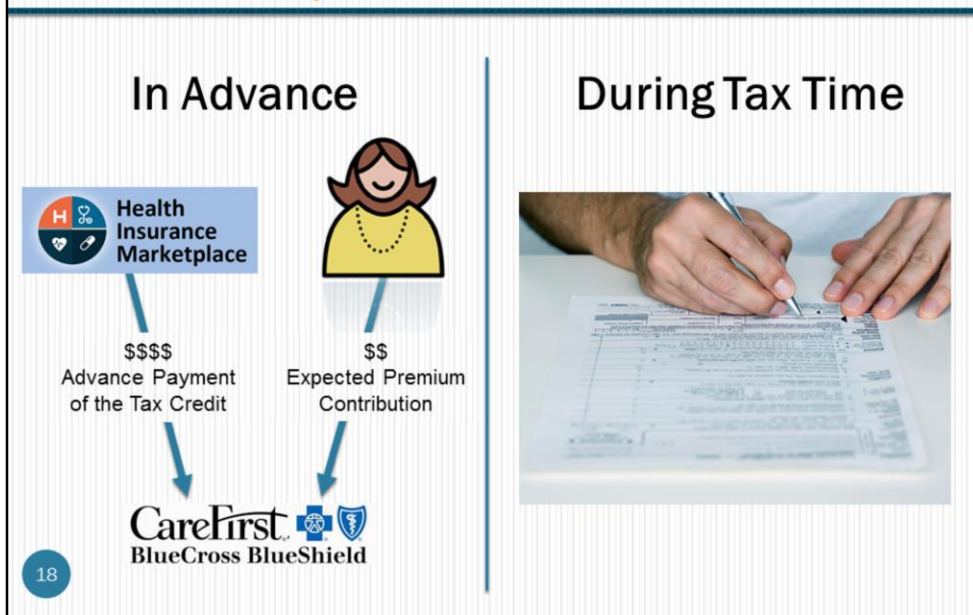 In Advance
During Tax Time
Health
Insurance
Marketplace
H
$$$$
Advance Payment
of the Tax Credit
$$
Expected Premium
Contribution
CareFirst
BlueCross BlueShield
18